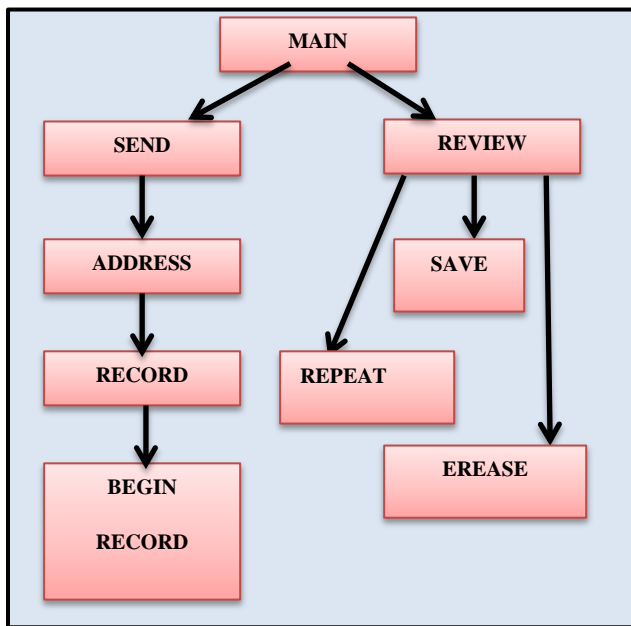 MAIN
SEND
REVIEW
ADDRESS
SAVE
RECORD
REPEAT
EREASE
BEGIN
RECORD